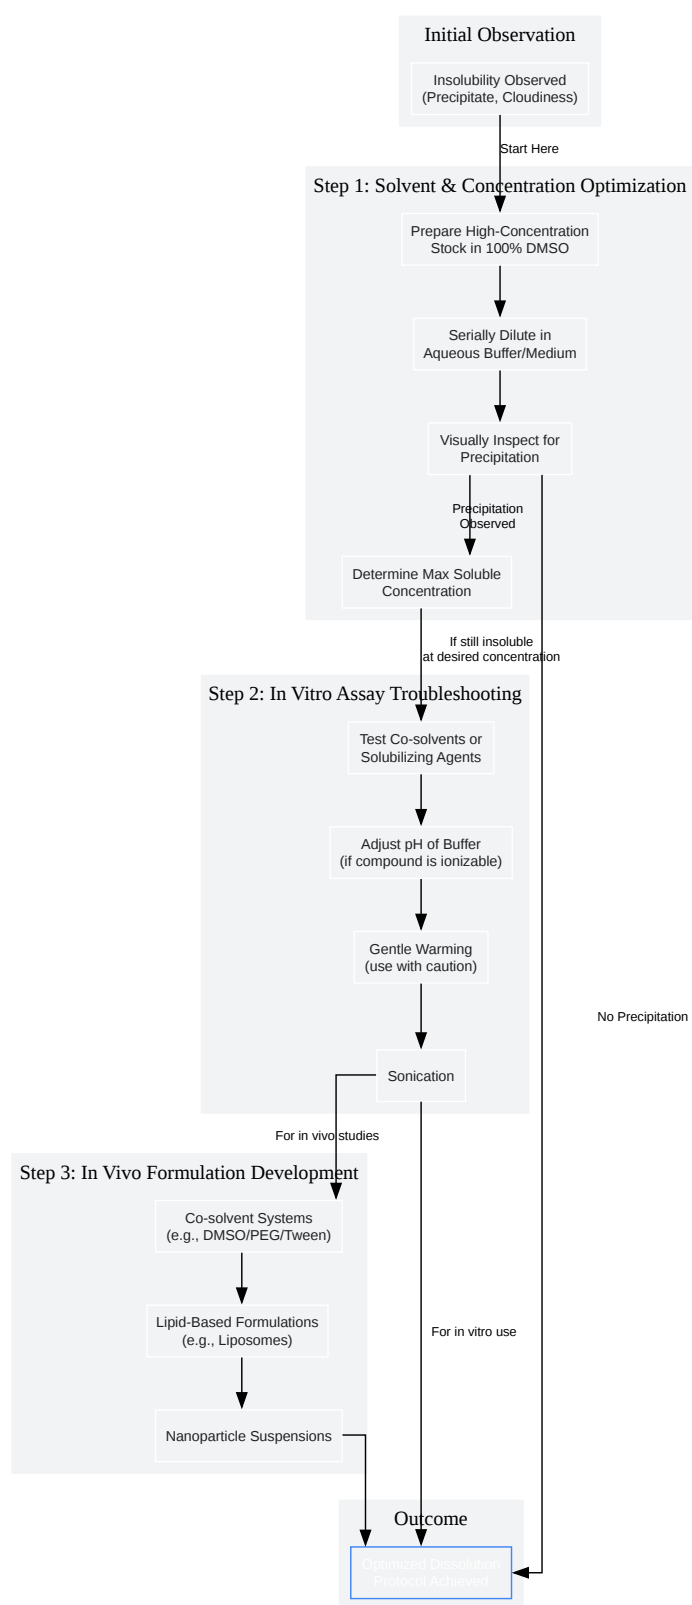 Initial Observation
Insolubility Observed
(Precipitate, Cloudiness)
Start Here
Step 1: Solvent & Concentration Optimization
Prepare High-Concentration
Stock in 100% DMSO
Serially Dilute in
Aqueous Buffer/Medium
Visually Inspect for
Precipitation
Precipitation
Observed
Determine Max Soluble
Concentration
If still insoluble
at desired concentration
Step 2: In Vitro Assay Troubleshooting
Test Co-solvents or
Solubilizing Agents
Adjust pH of Buffer
(if compound is ionizable)
Gentle Warming
(use with caution)
No Precipitation
Sonication
For in vivo studies
Step 3: In Vivo Formulation Development
Co-solvent Systems
(e.g., DMSO/PEG/Tween)
Lipid-Based Formulations
(e.g., Liposomes)
For in vitro use
Nanoparticle Suspensions
Outcome
Optimized Dissolution
Protocol Achieved